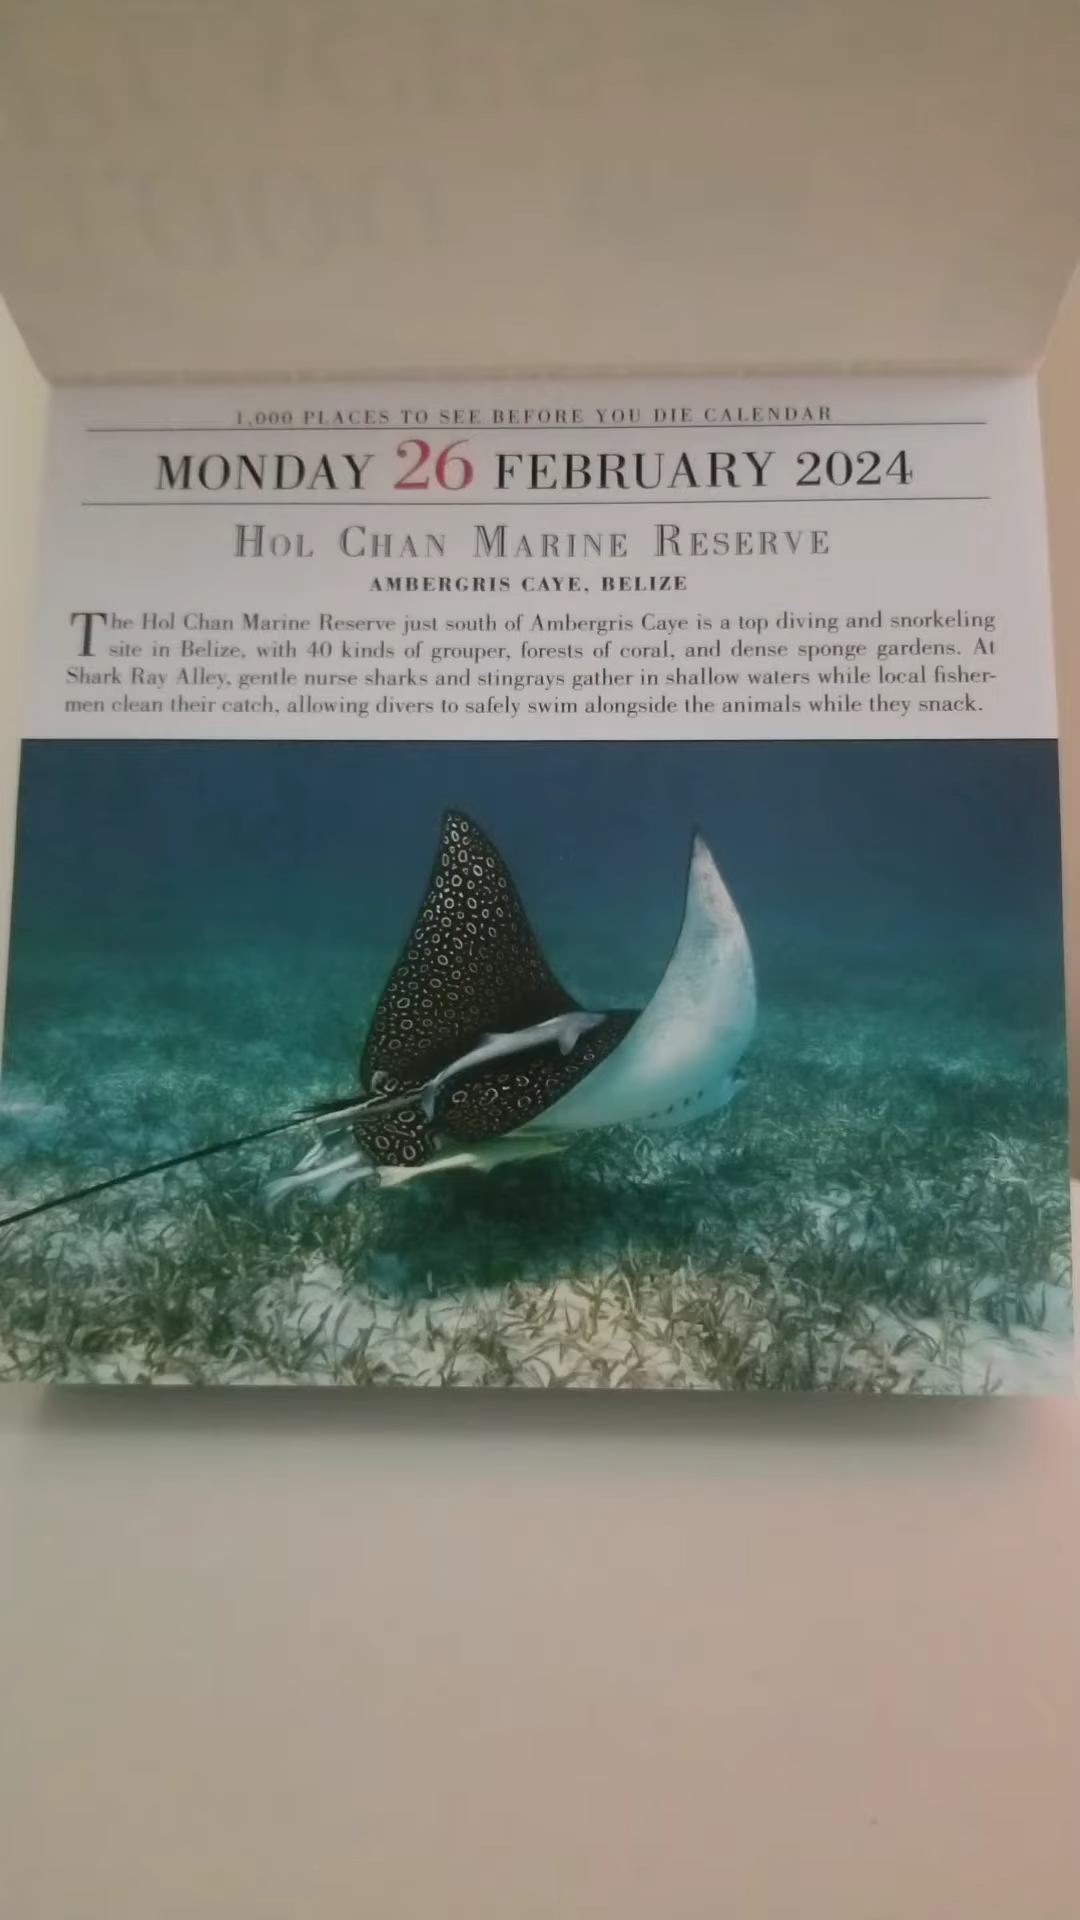 1,000 PLACES TO SEE BEFORE YOU DIE CALENDAR
MONDAY 26 FEBRUARY 2024
HOL CHAN MARINE RESERVE
AMBERGRIS CAYE, BELIZE
The Hol Chan Marine Reserve just south of Ambergris Caye is a top diving and snorkeling
site in Belize, with 40 kinds of grouper, forests of coral, and dense sponge gardens. At
Shark Ray Alley, gentle nurse sharks and stingrays gather in shallow waters while local fisher-
men clean their catch, allowing divers to safely swim alongside the animals while they snack.